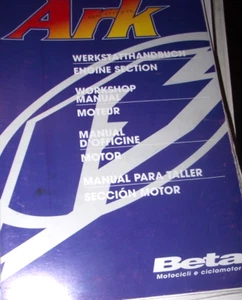 Ark
WERKSTATTHANDBUCH
ENGINE SECTION
WORKSHOP
MANUAL
MOTEUR
MANUAL
D'OFFICINE
MOTOR
MANUAL PARA TALLER
SECCIÓN MOTOR
Beta
Motocicli e ciclomotori